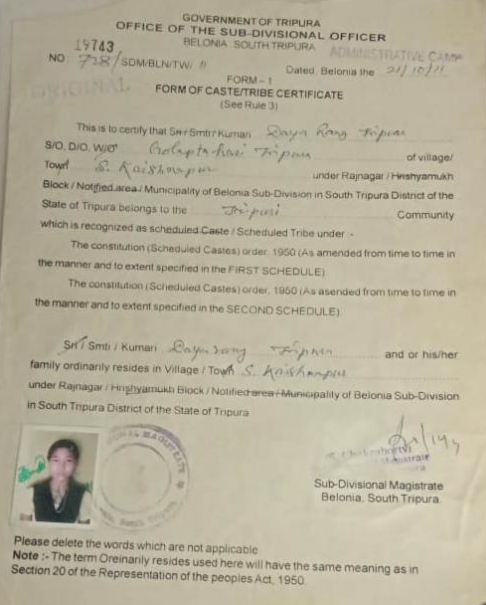 GOVERNMENT OF TRIPURA
OFFICE OF THE SUB-DIVISIONAL OFFICER
BELONIA SOUTH TRIPURA
ADMINISTRATIVE CAMP
19743
NO. 728/SDM/BLN/TW/ 11 Dated, Belonia the 21/10/11
ORIGINAL
FORM – 1
FORM OF CASTE/TRIBE CERTIFICATE
(See Rule 3)
This is to certify that Sri / Smti / Kumari Daya Rang Tripura
S/O, D/O, W/O Tripura of village/
Town S. Kaishnapur under Rajnagar / Hrishyamukh
Block / Notified area / Municipality of Belonia Sub-Division in South Tripura District of the
State of Tripura belongs to the Tripuri Community
which is recognized as scheduled Caste / Scheduled Tribe under :-
The constitution (Scheduled Castes) order, 1950 (As amended from time to time in
the manner and to extent specified in the FIRST SCHEDULE)
The constitution (Scheduled Castes) order, 1950 (As asended from time to time in
the manner and to extent specified in the SECOND SCHEDULE)
Sri / Smti / Kumari Dayarang Tripura and or his/her
family ordinarily resides in Village / Town S. Kaishnapur
under Rajnagar / Hrishyamukh Block / Notified area / Municipality of Belonia Sub-Division
in South Tripura District of the State of Tripura
Sub-Divisional Magistrate
Belonia, South Tripura.
Please delete the words which are not applicable
Note :- The term Oreinarily resides used here will have the same meaning as in
Section 20 of the Representation of the peoples Act, 1950.